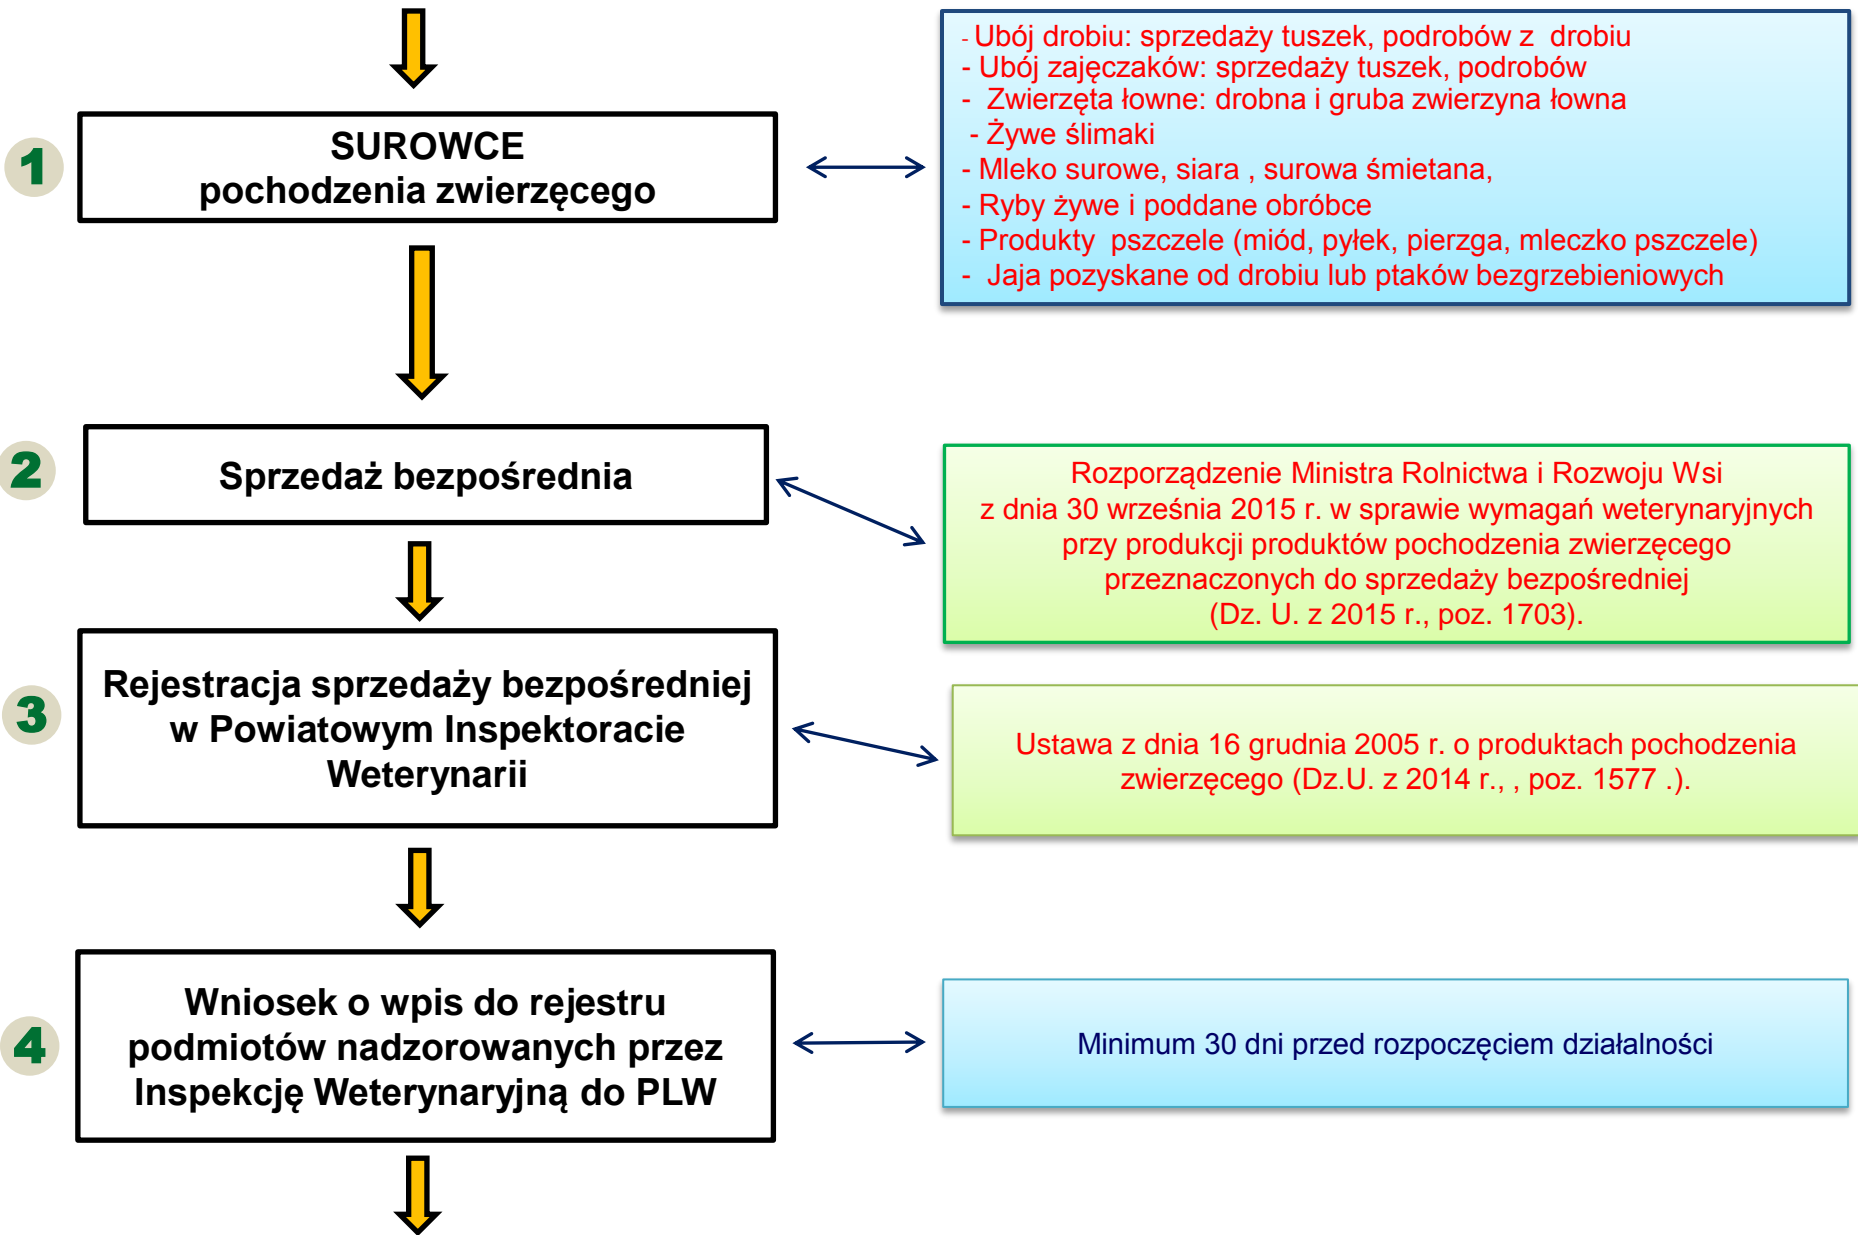 1
SUROWCE
pochodzenia zwierzęcego
- Ubój drobiu: sprzedaży tuszek, podrobów z drobiu
- Ubój zajęczaków: sprzedaży tuszek, podrobów
- Zwierzęta łowne: drobna i gruba zwierzyna łowna
- Żywe ślimaki
- Mleko surowe, siara , surowa śmietana,
- Ryby żywe i poddane obróbce
- Produkty pszczele (miód, pyłek, pierzga, mleczko pszczele)
- Jaja pozyskane od drobiu lub ptaków bezgrzebieniowych
2
Sprzedaż bezpośrednia
Rozporządzenie Ministra Rolnictwa i Rozwoju Wsi
z dnia 30 września 2015 r. w sprawie wymagań weterynaryjnych
przy produkcji produktów pochodzenia zwierzęcego
przeznaczonych do sprzedaży bezpośredniej
(Dz. U. z 2015 r., poz. 1703).
3
Rejestracja sprzedaży bezpośredniej
w Powiatowym Inspektoracie
Weterynarii
Ustawa z dnia 16 grudnia 2005 r. o produktach pochodzenia
zwierzęcego (Dz.U. z 2014 r., , poz. 1577 .).
4
Wniosek o wpis do rejestru
podmiotów nadzorowanych przez
Inspekcję Weterynaryjną do PLW
Minimum 30 dni przed rozpoczęciem działalności